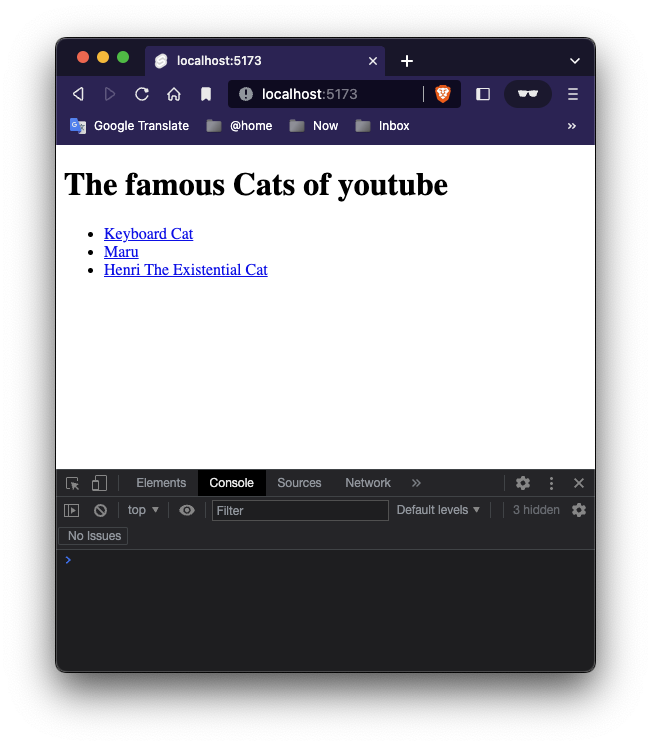 localhost:5173
localhost:5173
Google Translate @home Now Inbox »
The famous Cats of youtube
• Keyboard Cat
• Maru
• Henri The Existential Cat
Elements Console Sources Network »
top ▼ Filter Default levels ▼ 3 hidden
No Issues